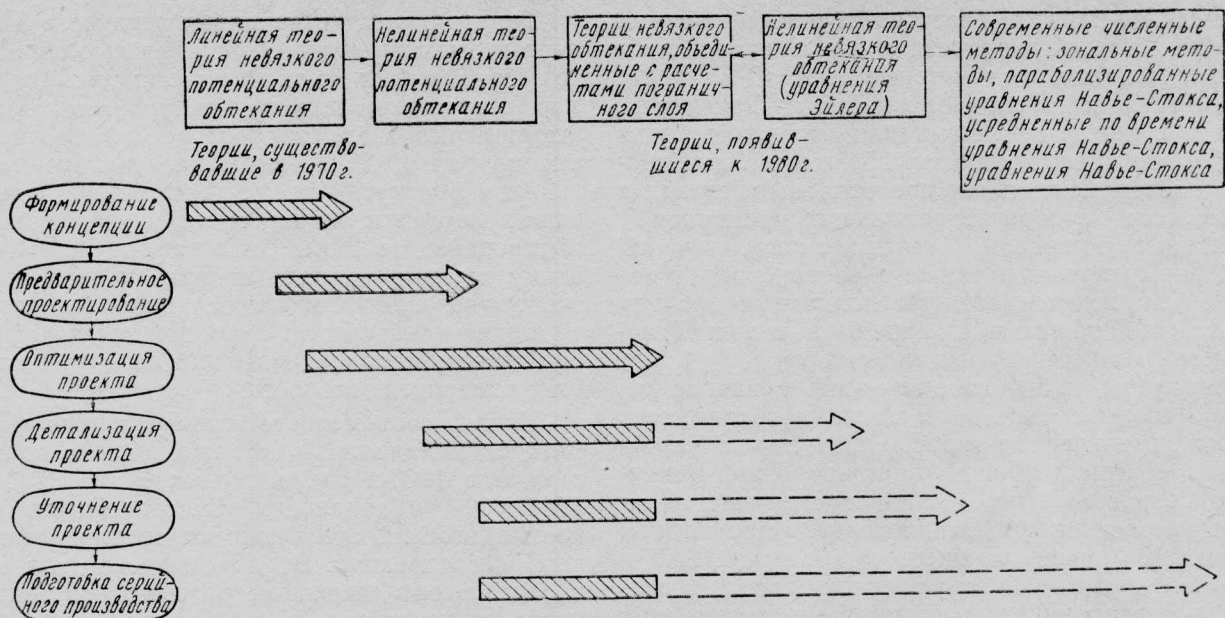 Линейная тео-
рия невязкого
потенциального
обтекания
Нелинейная тео-
рия невязкого
потенциального
обтекания
Теории невязкого
обтекания, объеди-
ненные с расче-
тами погранич-
ного слоя
Нелинейная тео-
рия невязкого
обтекания
(уравнения
Эйлера)
Современные численные
методы: зональные мето-
ды, параболизированные
уравнения Навье-Стокса,
усредненные по времени
уравнения Навье-Стокса,
уравнения Навье-Стокса
Теории, существо-
вавшие в 1970г.
Теории, появив-
шиеся к 1980г.
Формирование
концепции
Предварительное
проектирование
Оптимизация
проекта
Детализация
проекта
Уточнение
проекта
Подготовка серий-
ного производства